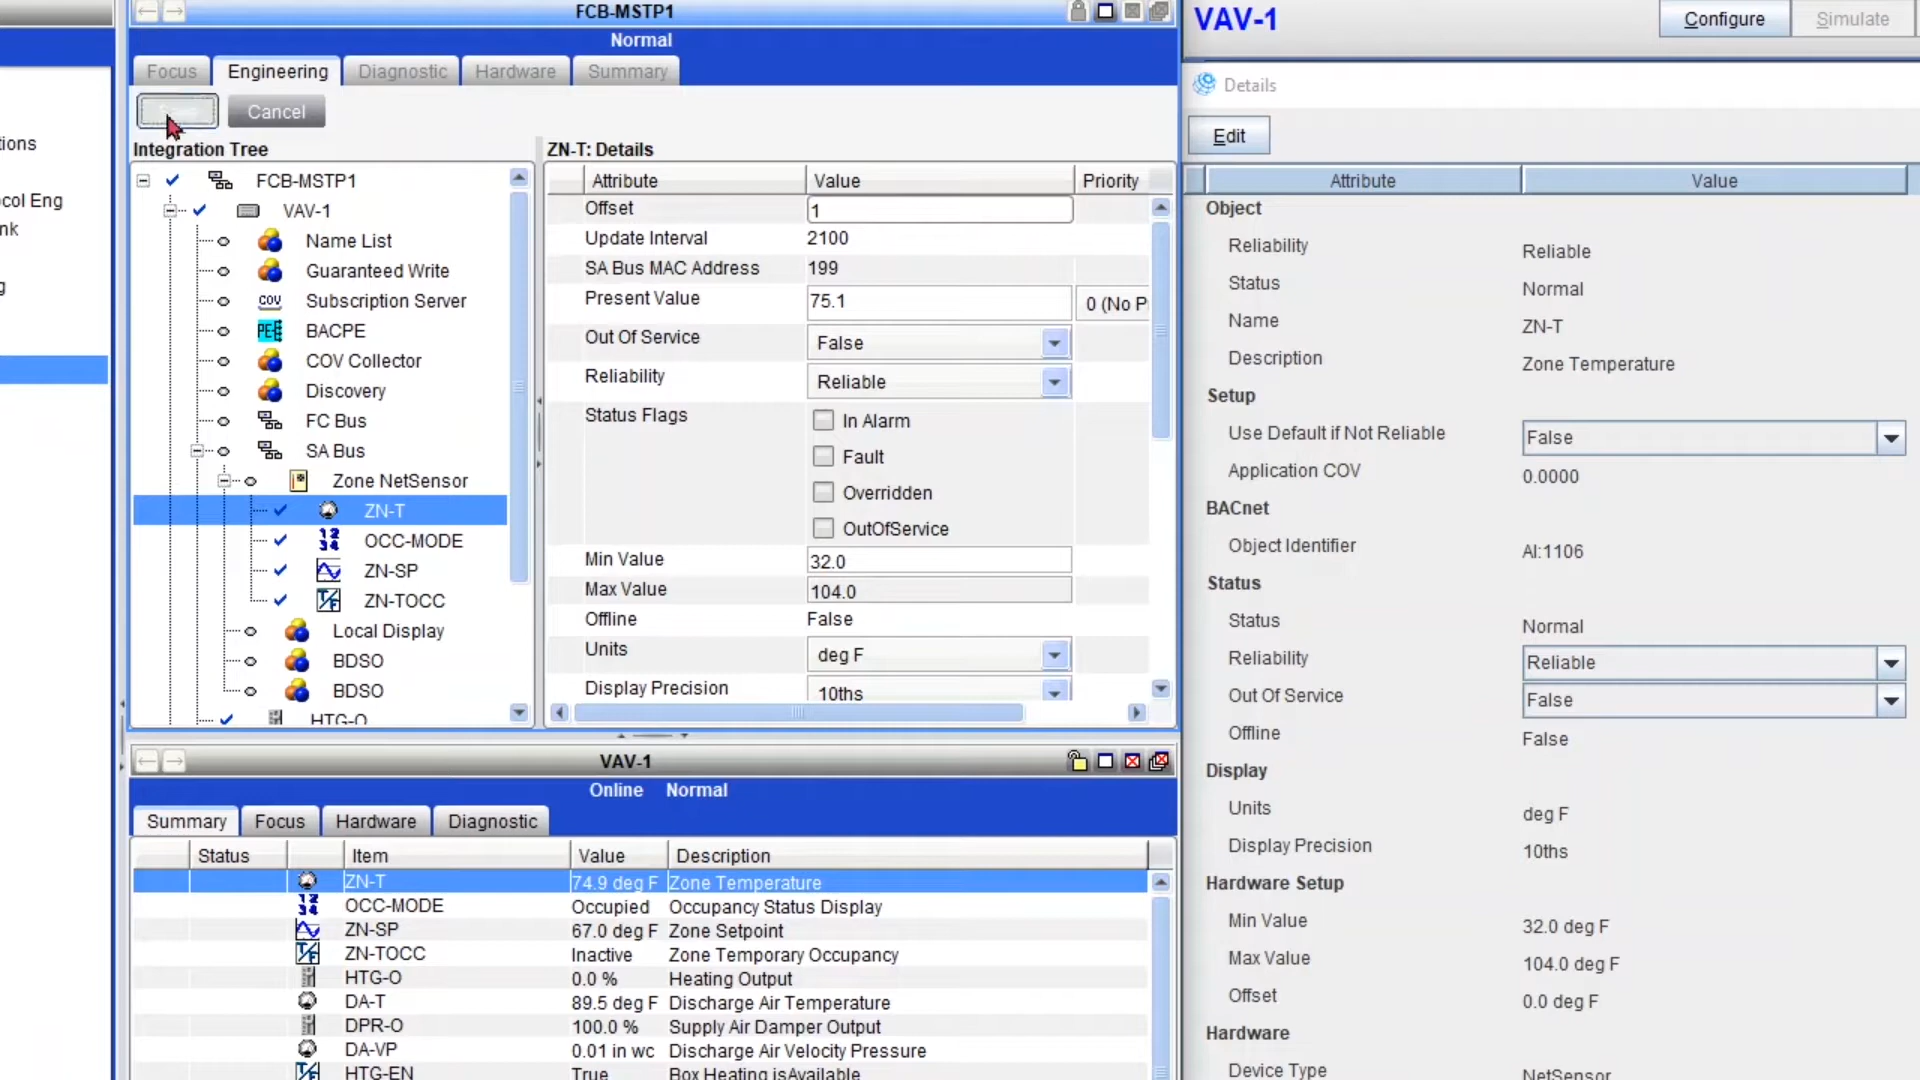 FCB-MSTP1
Normal
Focus
Engineering
Diagnostic
Hardware
Summary
Cancel
Integration Tree
FCB-MSTP1
VAV-1
Name List
Guaranteed Write
COV Subscription Server
PEE BACPE
COV Collector
Discovery
FC Bus
SA Bus
Zone NetSensor
ZN-T
OCC-MODE
ZN-SP
ZN-TOCC
Local Display
BDSO
BDSO
HTG-O
ZN-T: Details
Attribute Value Priority
Offset 1
Update Interval 2100
SA Bus MAC Address 199
Present Value 75.1 0 (No P
Out Of Service False
Reliability Reliable
Status Flags In Alarm
Fault
Overridden
OutOfService
Min Value 32.0
Max Value 104.0
Offline False
Units deg F
Display Precision 10ths
VAV-1
Online Normal
Summary
Focus
Hardware
Diagnostic
Status Item Value Description
ZN-T 74.9 deg F Zone Temperature
OCC-MODE Occupied Occupancy Status Display
ZN-SP 67.0 deg F Zone Setpoint
ZN-TOCC Inactive Zone Temporary Occupancy
HTG-O 0.0 % Heating Output
DA-T 89.5 deg F Discharge Air Temperature
DPR-O 100.0 % Supply Air Damper Output
DA-VP 0.01 in wc Discharge Air Velocity Pressure
HTG-EN True Box Heating isAvailable
VAV-1
Configure
Simulate
Details
Edit
Attribute Value
Object
Reliability Reliable
Status Normal
Name ZN-T
Description Zone Temperature
Setup
Use Default if Not Reliable False
Application COV 0.0000
BACnet
Object Identifier AI:1106
Status
Status Normal
Reliability Reliable
Out Of Service False
Offline False
Display
Units deg F
Display Precision 10ths
Hardware Setup
Min Value 32.0 deg F
Max Value 104.0 deg F
Offset 0.0 deg F
Hardware
Device Type NetSensor
ions
col Eng
nk
g